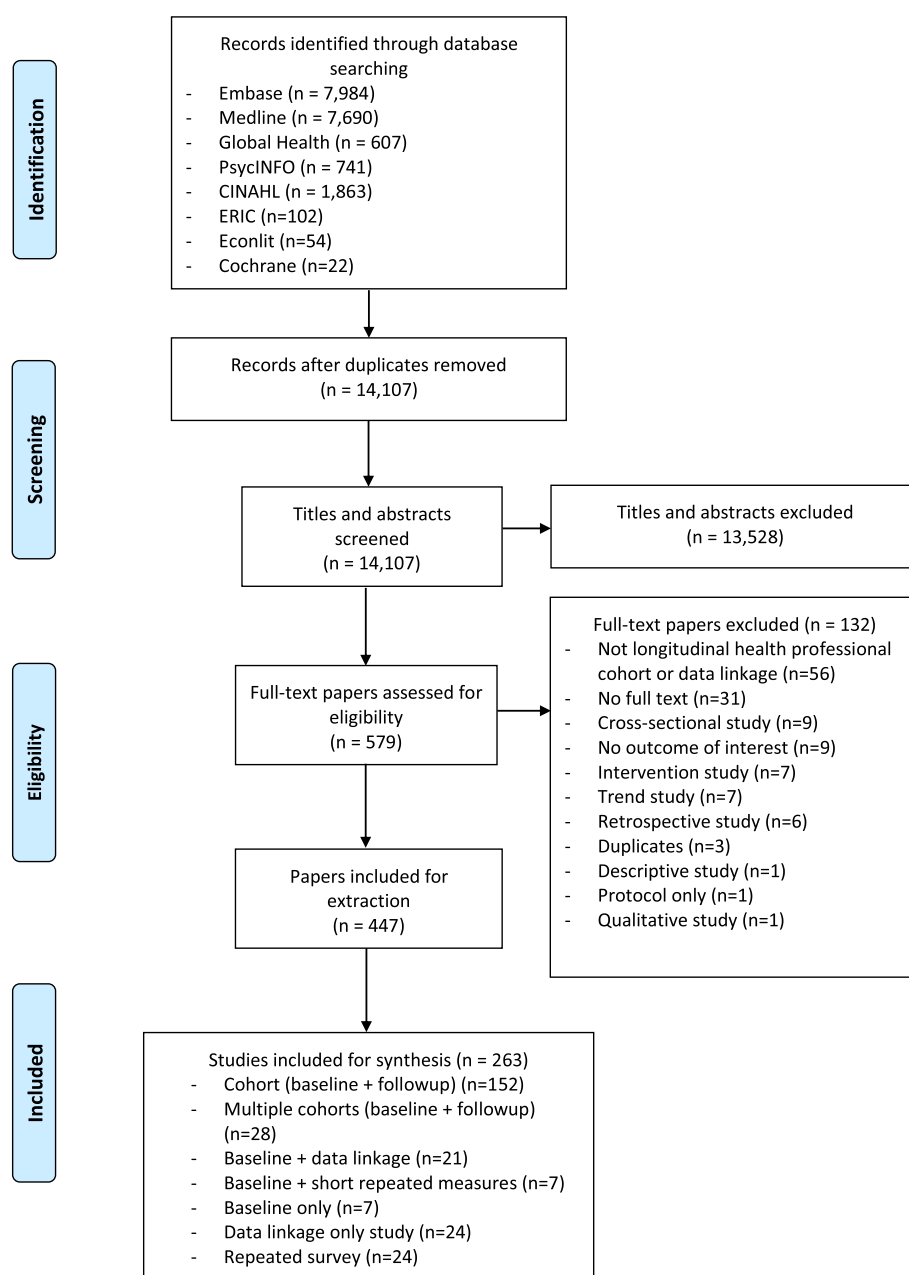 Identification
Records identified through database
searching
- Embase (n = 7,984)
- Medline (n = 7,690)
- Global Health (n = 607)
- PsycINFO (n = 741)
- CINAHL (n = 1,863)
- ERIC (n=102)
- Econlit (n=54)
- Cochrane (n=22)
Screening
Records after duplicates removed
(n = 14,107)
Titles and abstracts
screened
(n = 14,107)
Titles and abstracts excluded
(n = 13,528)
Eligibility
Full-text papers assessed for
eligibility
(n = 579)
Full-text papers excluded (n = 132)
- Not longitudinal health professional
cohort or data linkage (n=56)
- No full text (n=31)
- Cross-sectional study (n=9)
- No outcome of interest (n=9)
- Intervention study (n=7)
- Trend study (n=7)
- Retrospective study (n=6)
- Duplicates (n=3)
- Descriptive study (n=1)
- Protocol only (n=1)
- Qualitative study (n=1)
Papers included for
extraction
(n = 447)
Included
Studies included for synthesis (n = 263)
- Cohort (baseline + followup) (n=152)
- Multiple cohorts (baseline + followup)
(n=28)
- Baseline + data linkage (n=21)
- Baseline + short repeated measures (n=7)
- Baseline only (n=7)
- Data linkage only study (n=24)
- Repeated survey (n=24)